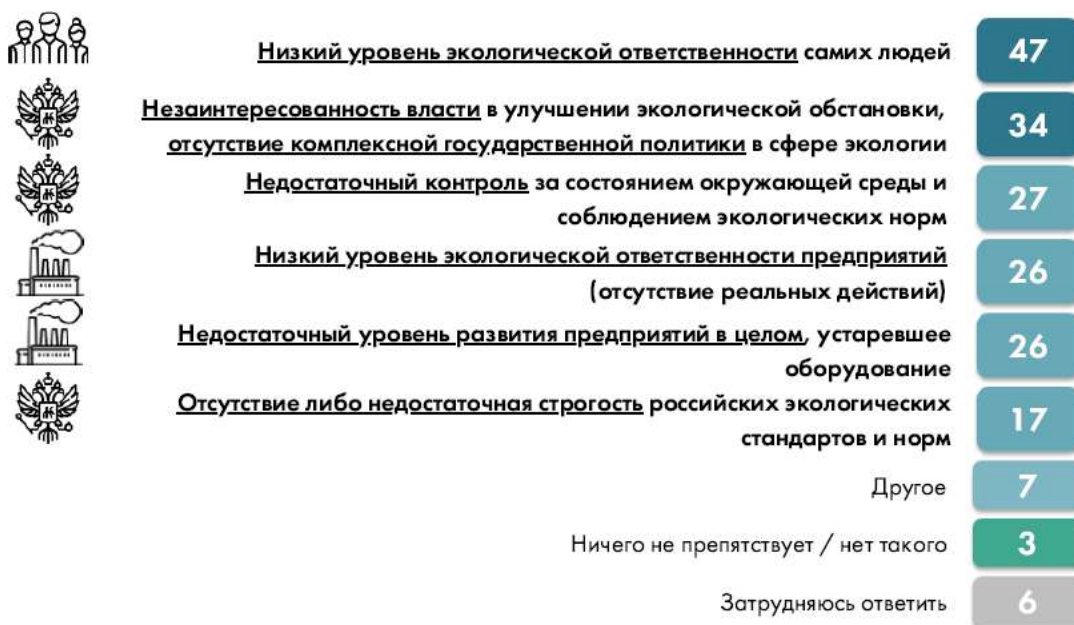 Низкий уровень экологической ответственности самих людей 47
Незаинтересованность власти в улучшении экологической обстановки,
отсутствие комплексной государственной политики в сфере экологии 34
Недостаточный контроль за состоянием окружающей среды и
соблюдением экологических норм 27
Низкий уровень экологической ответственности предприятий
(отсутствие реальных действий) 26
Недостаточный уровень развития предприятий в целом, устаревшее
оборудование 26
Отсутствие либо недостаточная строгость российских экологических
стандартов и норм 17
Другое 7
Ничего не препятствует / нет такого 3
Затрудняюсь ответить 6